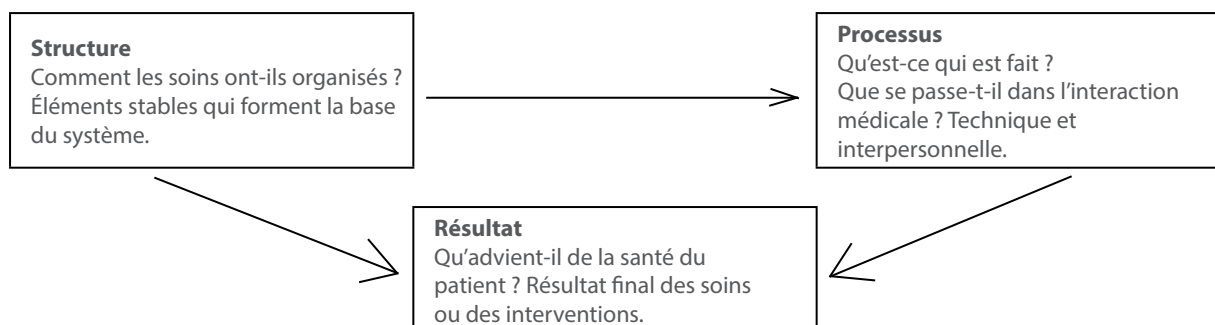 Structure
Comment les soins ont-ils organisés ?
Éléments stables qui forment la base
du système.
Processus
Qu’est-ce qui est fait ?
Que se passe-t-il dans l’interaction
médicale ? Technique et
interpersonnelle.
Résultat
Qu’advient-il de la santé du
patient ? Résultat final des soins
ou des interventions.